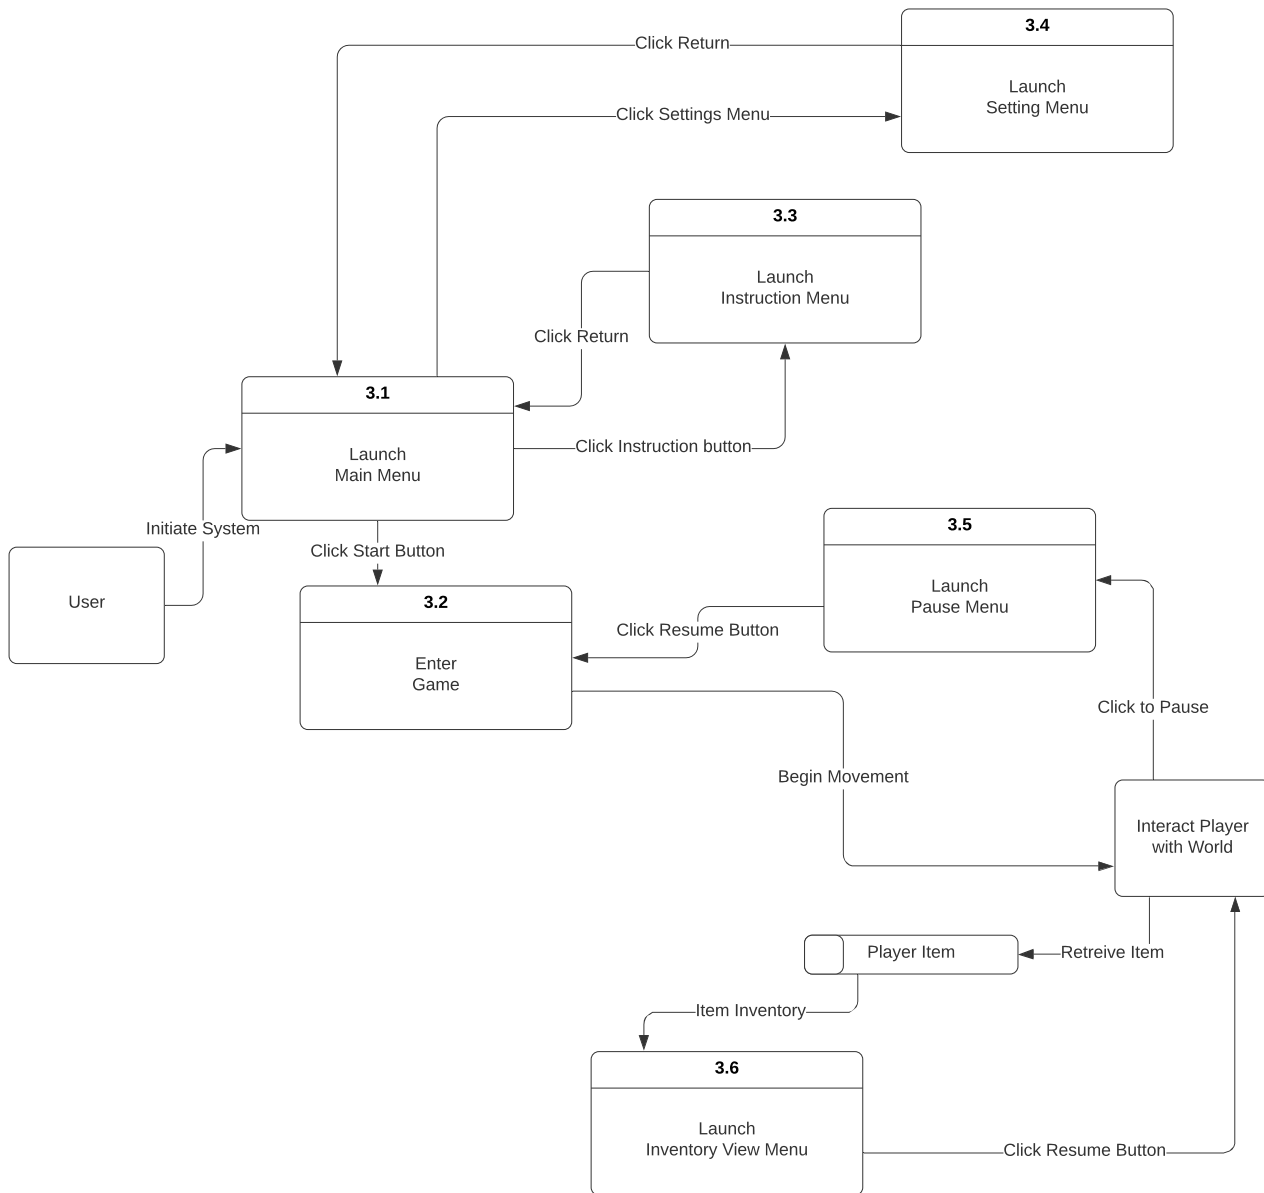 3.4
Click Return
Launch
Setting Menu
Click Settings Menu
3.3
Launch
Instruction Menu
Click Return
3.1
Click Instruction button
Launch
Main Menu
Initiate System
3.5
Click Start Button
Launch
Pause Menu
User
3.2
Click Resume Button
Enter
Game
Click to Pause
Begin Movement
Interact Player
with World
Player Item
Retreive Item
Item Inventory
3.6
Launch
Inventory View Menu
Click Resume Button